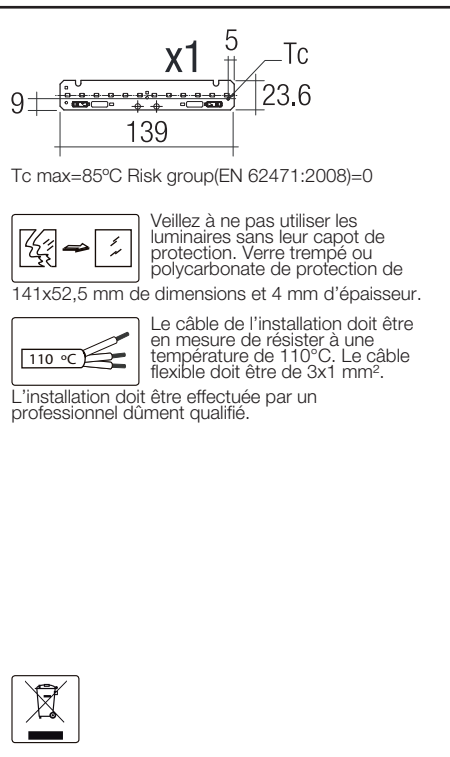 x1
5
Tc
9
23.6
139
Tc max=85ºC Risk group(EN 62471:2008)=0
Veillez à ne pas utiliser les
luminaires sans leur capot de
protection. Verre trempé ou
polycarbonate de protection de
141x52,5 mm de dimensions et 4 mm d’épaisseur.
110 ºC
Le câble de l’installation doit être
en mesure de résister à une
température de 110°C. Le câble
flexible doit être de 3x1 mm².
L’installation doit être effectuée par un
professionnel dûment qualifié.